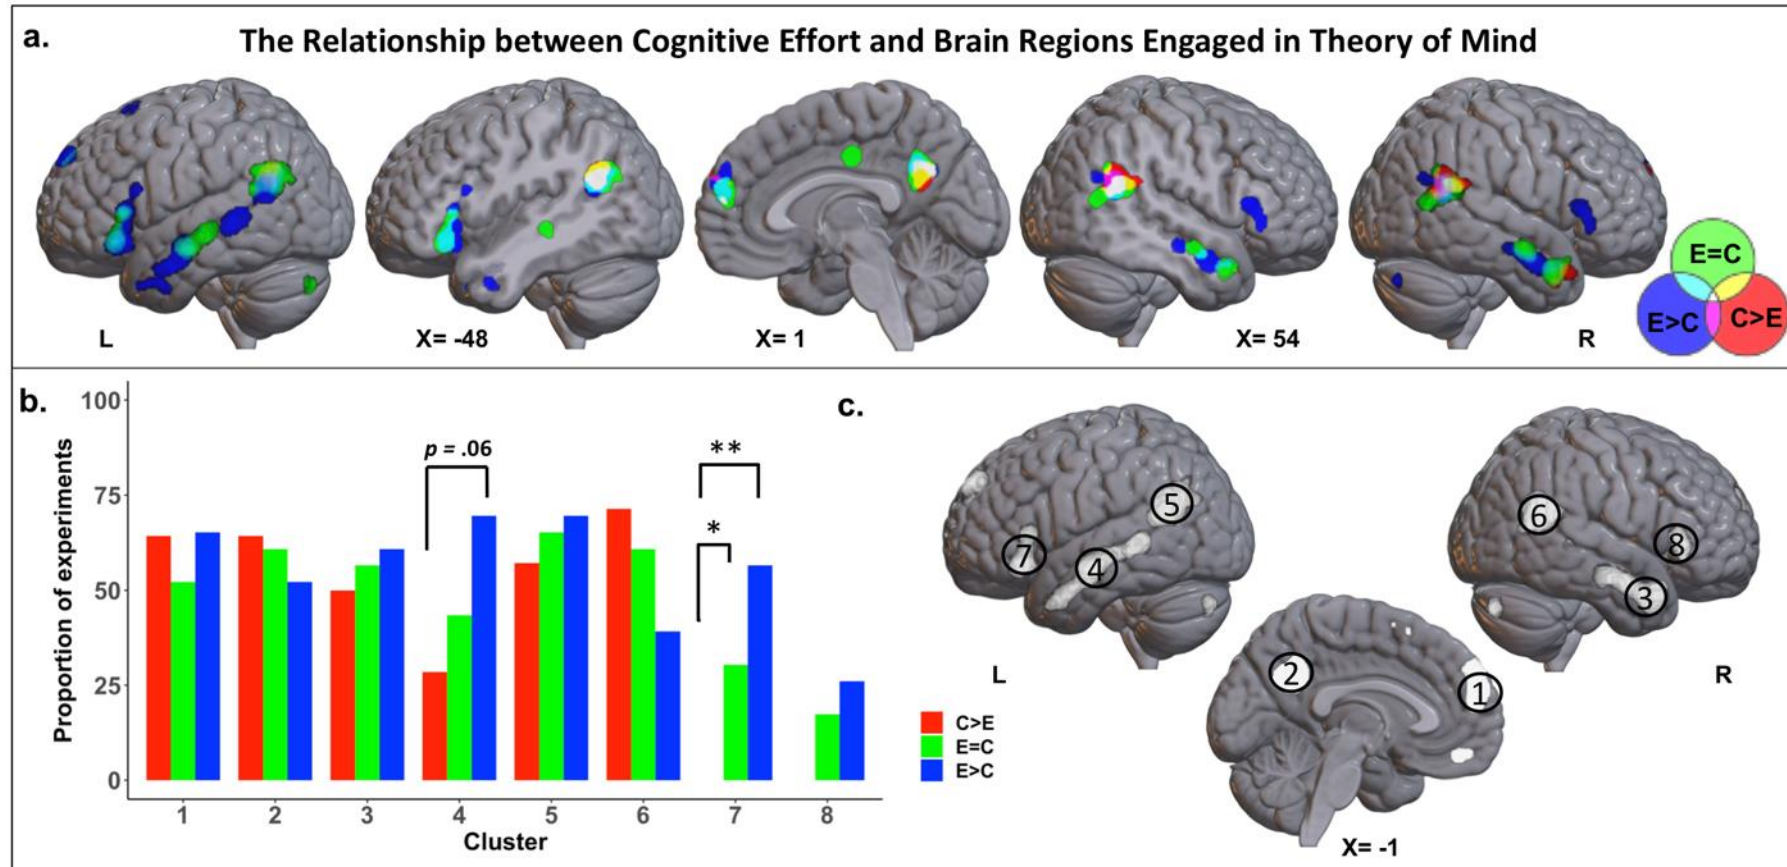 a.
The Relationship between Cognitive Effort and Brain Regions Engaged in Theory of Mind
L
X= -48
X= 1
X= 54
R
E=C
E>C
C>E
b.
Proportion of experiments
100
75
50
25
0
p = .06
**
*
1 2 3 4 5 6 7 8
Cluster
C>E
E=C
E>C
c.
5
7
4
6
8
3
L
R
2
1
X= -1